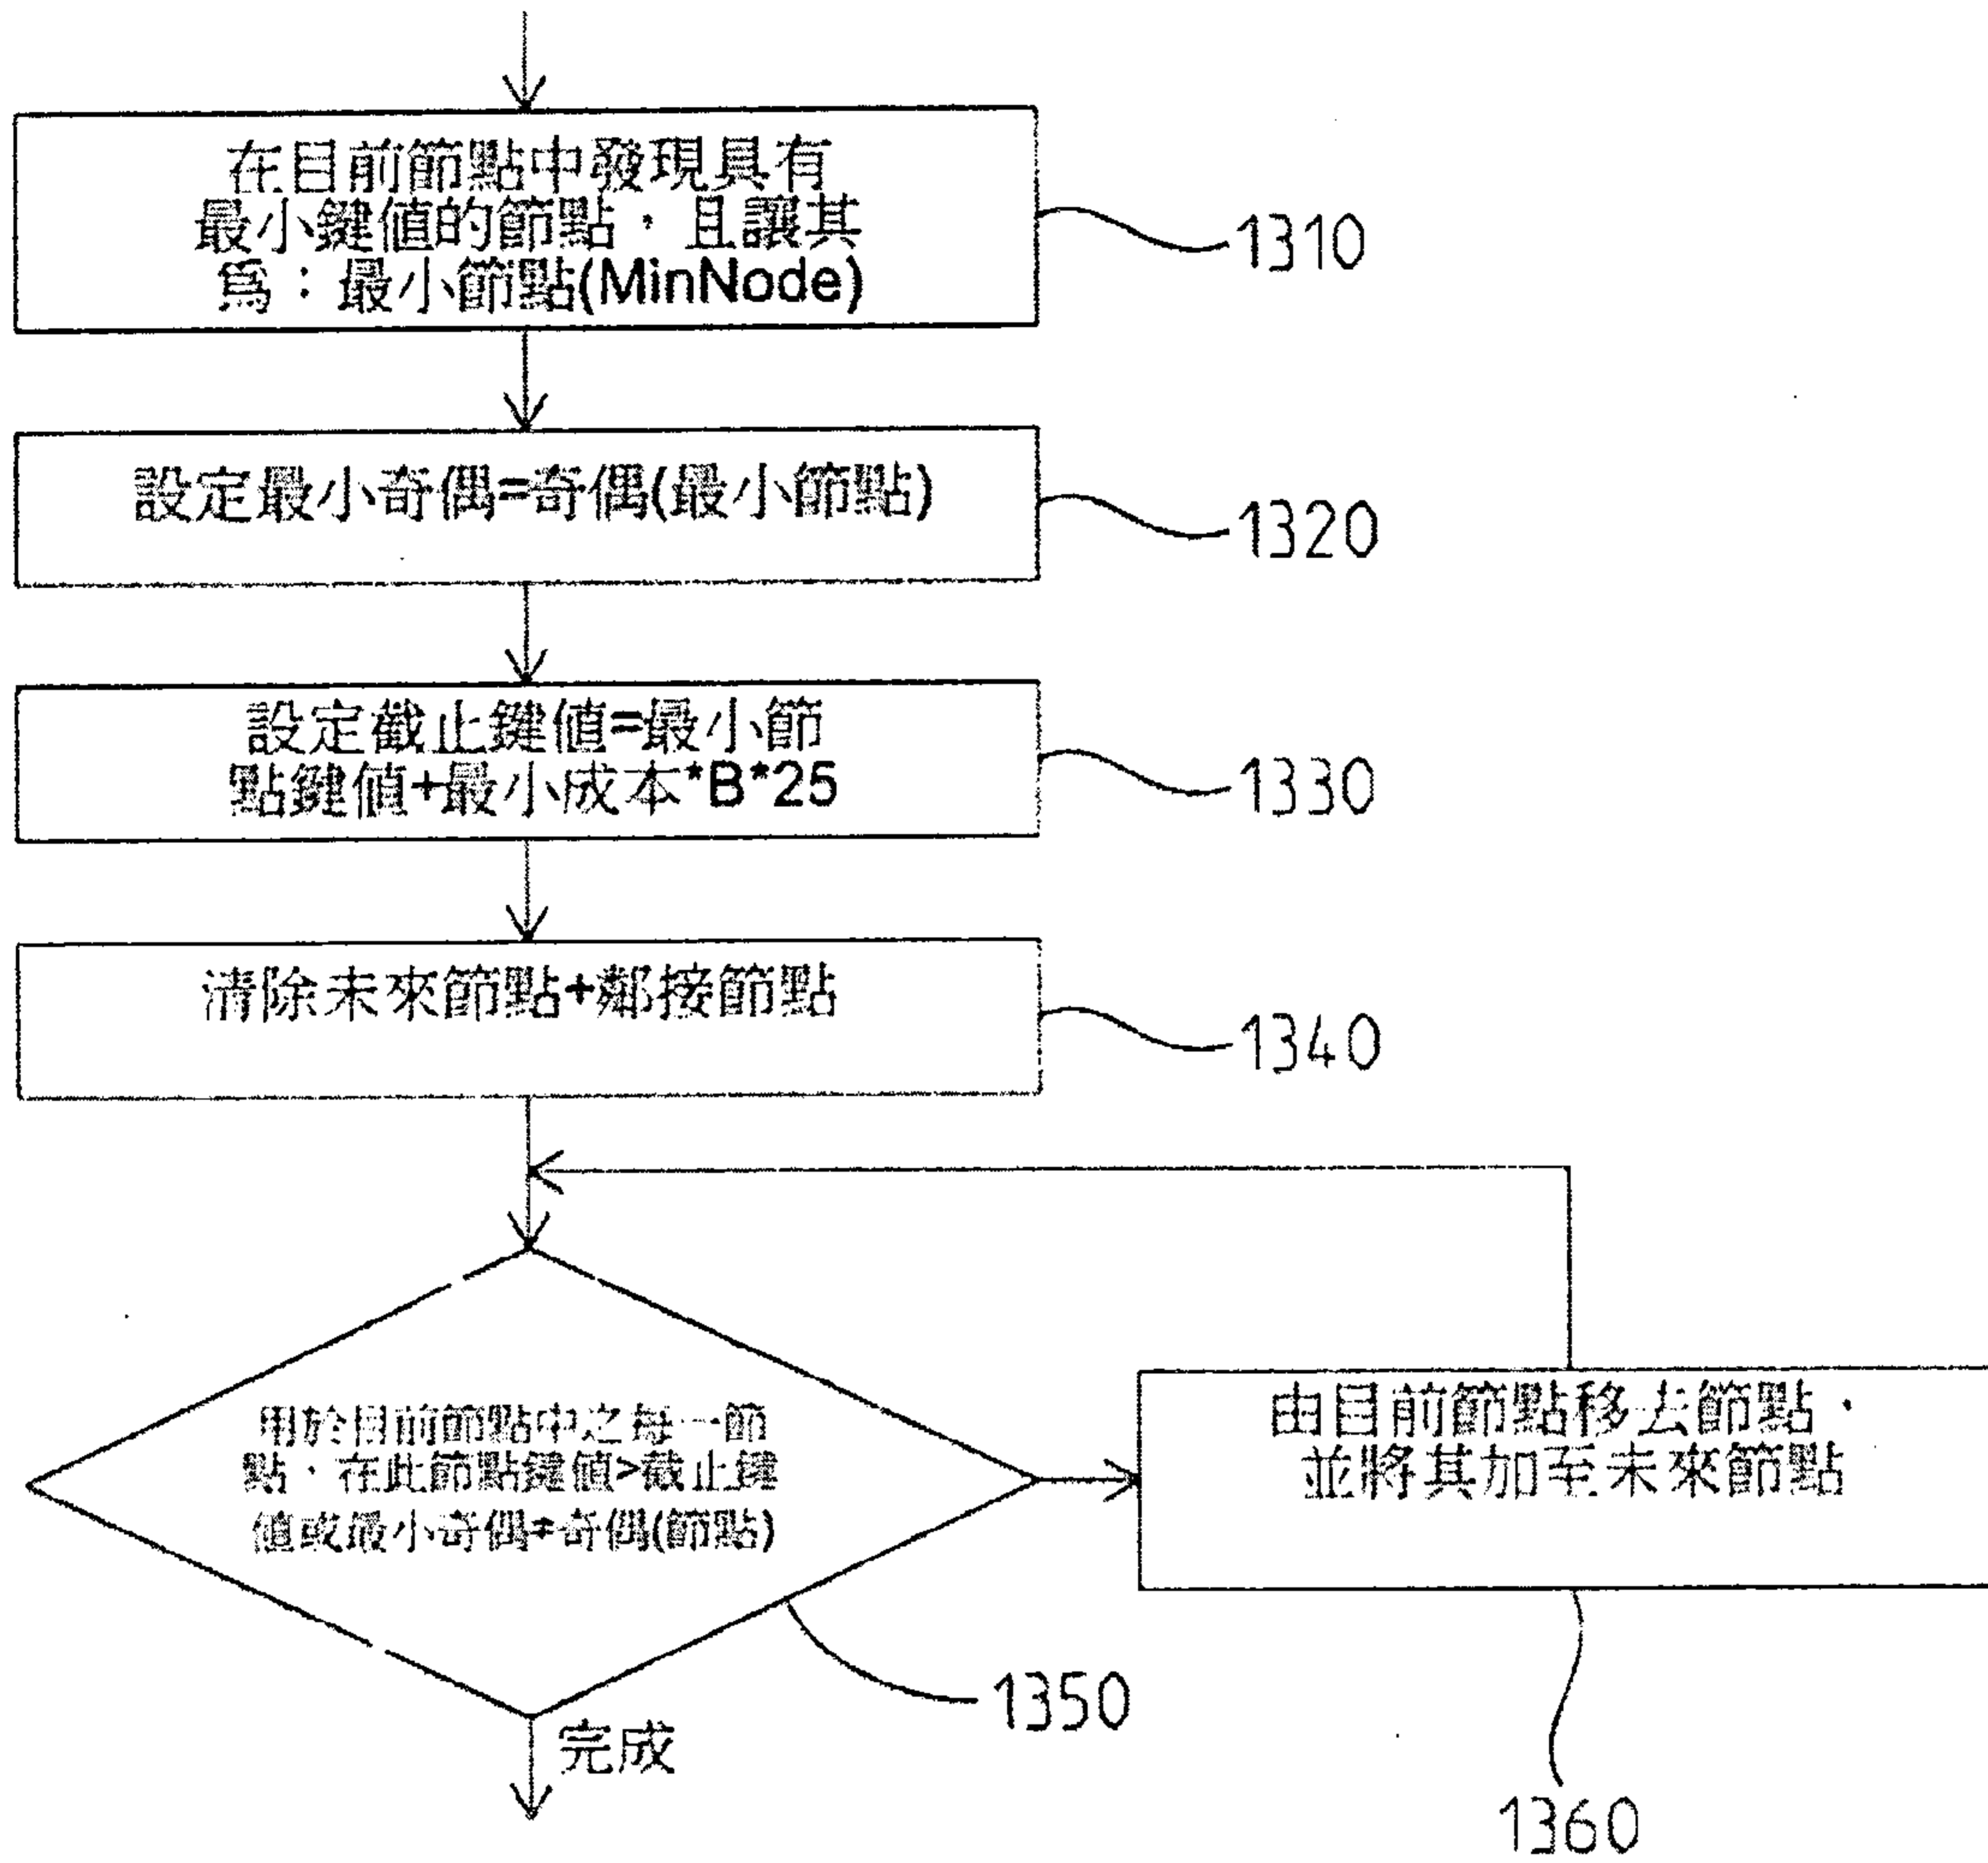 在目前節點中發現具有
最小鍵值的節點，且讓其
為：最小節點(MinNode)
1310
設定最小奇偶=奇偶(最小節點)
1320
設定截止鍵值=最小節
點鍵值+最小成本*B*25
1330
清除未來節點+鄰接節點
1340
用於目前節點中之每一節
點，在此節點鍵值>截止鍵
值或最小奇偶≠奇偶(節點)
1350
由目前節點移去節點，
並將其加至未來節點
1360
完成